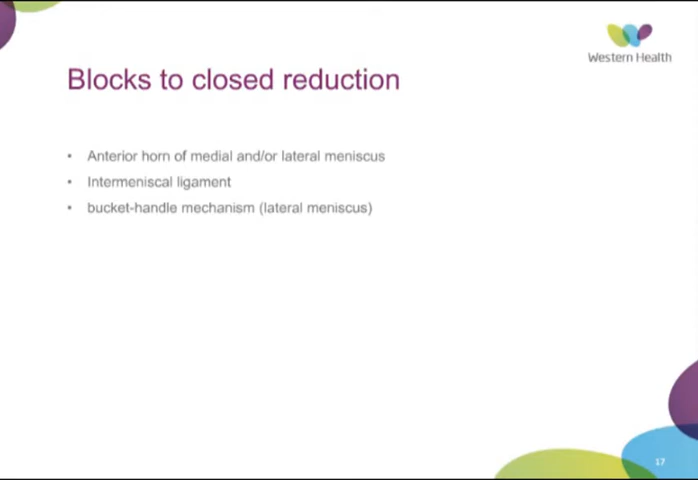 Western Health
Blocks to closed reduction
• Anterior horn of medial and/or lateral meniscus
• Intermeniscal ligament
• bucket-handle mechanism (lateral meniscus)
17